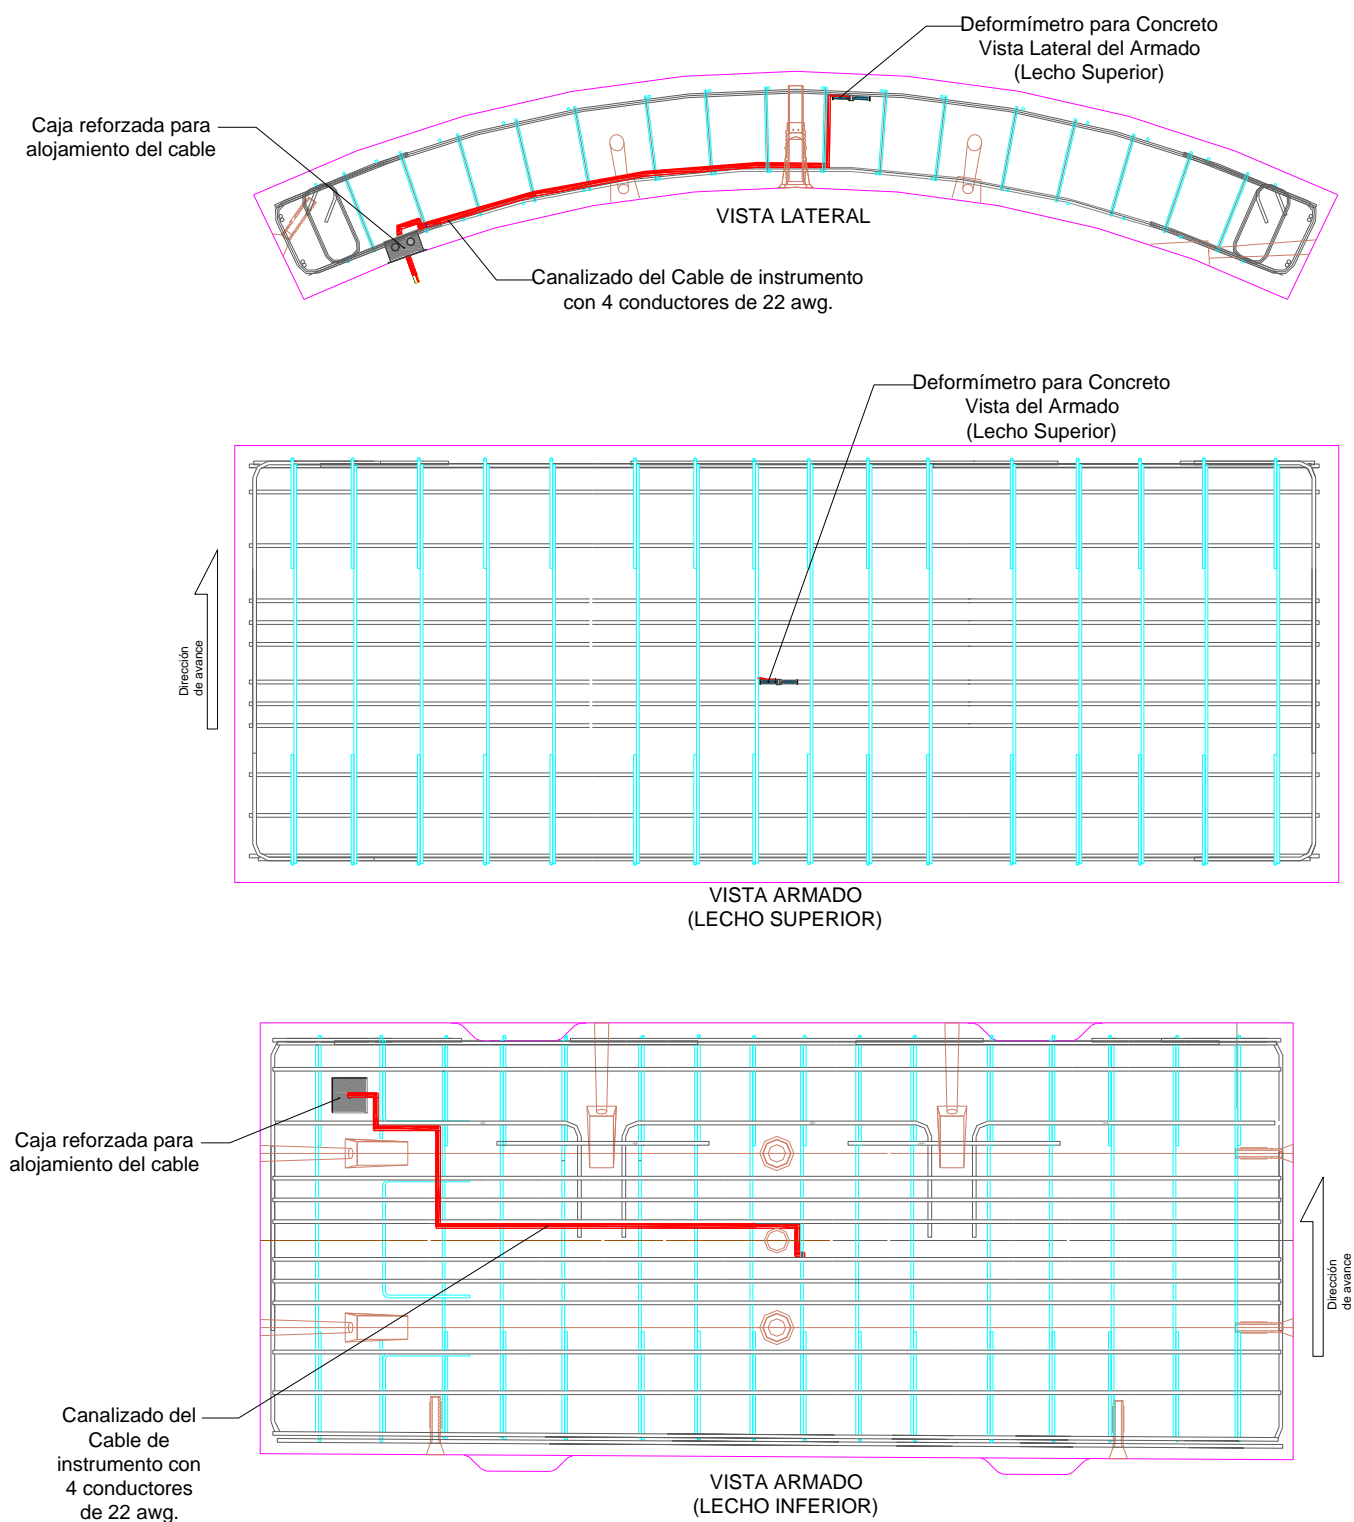 Deformímetro para Concreto
Vista Lateral del Armado
(Lecho Superior)
Caja reforzada para
alojamiento del cable
VISTA LATERAL
Canalizado del Cable de instrumento
con 4 conductores de 22 awg.
Deformímetro para Concreto
Vista del Armado
(Lecho Superior)
Dirección
de avance
VISTA ARMADO
(LECHO SUPERIOR)
Caja reforzada para
alojamiento del cable
Dirección
de avance
Canalizado del
Cable de
instrumento con
4 conductores
de 22 awg.
VISTA ARMADO
(LECHO INFERIOR)